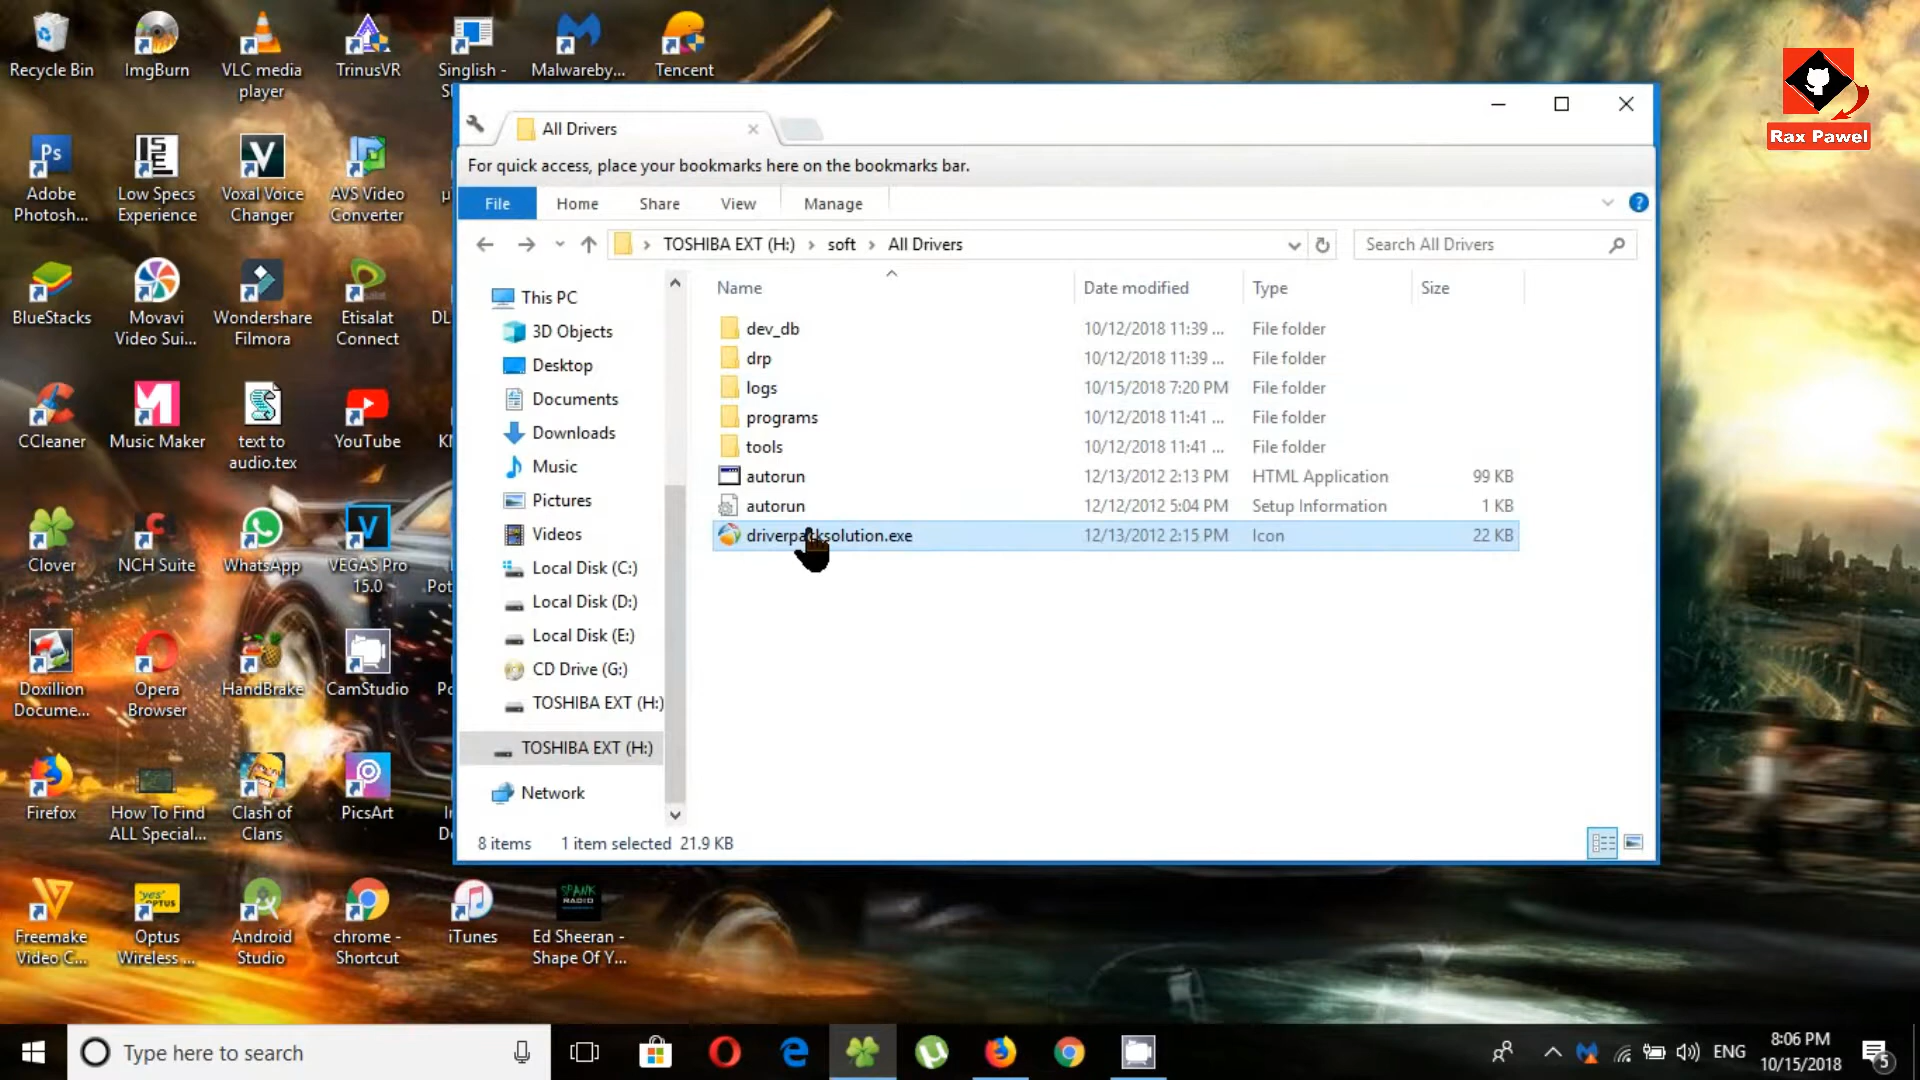 Recycle Bin
ImgBurn
VLC media
player
TrinusVR
Singlish -
Malwareby...
Tencent
Adobe
Photosh...
Low Specs
Experience
Voxal Voice
Changer
AVS Video
Converter
BlueStacks
Movavi
Video Sui...
Wondershare
Filmora
Etisalat
Connect
CCleaner
Music Maker
text to
audio.tex
YouTube
Clover
NCH Suite
WhatsApp
VEGAS Pro
15.0
Doxillion
Docume...
Opera
Browser
HandBrake
CamStudio
Firefox
How To Find
ALL Special...
Clash of
Clans
PicsArt
Freemake
Video C...
Optus
Wireless ...
Android
Studio
chrome -
Shortcut
iTunes
SPANK
RADIO
Ed Sheeran -
Shape Of Y...
Rax Pawel
All Drivers
For quick access, place your bookmarks here on the bookmarks bar.
File Home Share View Manage
TOSHIBA EXT (H:) › soft › All Drivers
Search All Drivers
This PC
3D Objects
Desktop
Documents
Downloads
Music
Pictures
Videos
Local Disk (C:)
Local Disk (D:)
Local Disk (E:)
CD Drive (G:)
TOSHIBA EXT (H:)
TOSHIBA EXT (H:)
Network
Name Date modified Type Size
dev_db 10/12/2018 11:39 ... File folder
drp 10/12/2018 11:39 ... File folder
logs 10/15/2018 7:20 PM File folder
programs 10/12/2018 11:41 ... File folder
tools 10/12/2018 11:41 ... File folder
autorun 12/13/2012 2:13 PM HTML Application 99 KB
autorun 12/12/2012 5:04 PM Setup Information 1 KB
driverpacksolution.exe 12/13/2012 2:15 PM Icon 22 KB
8 items 1 item selected 21.9 KB
Type here to search
ENG
8:06 PM
10/15/2018
5